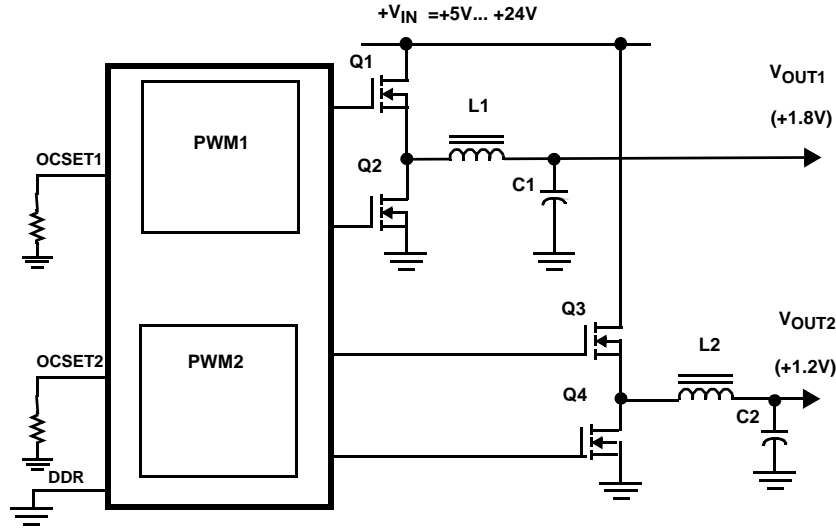 +VIN =+5V... +24V
Q1
VOUT1
L1
(+1.8V)
PWM1
OCSET1
Q2
C1
Q3
VOUT2
L2
OCSET2
PWM2
(+1.2V)
Q4
C2
DDR